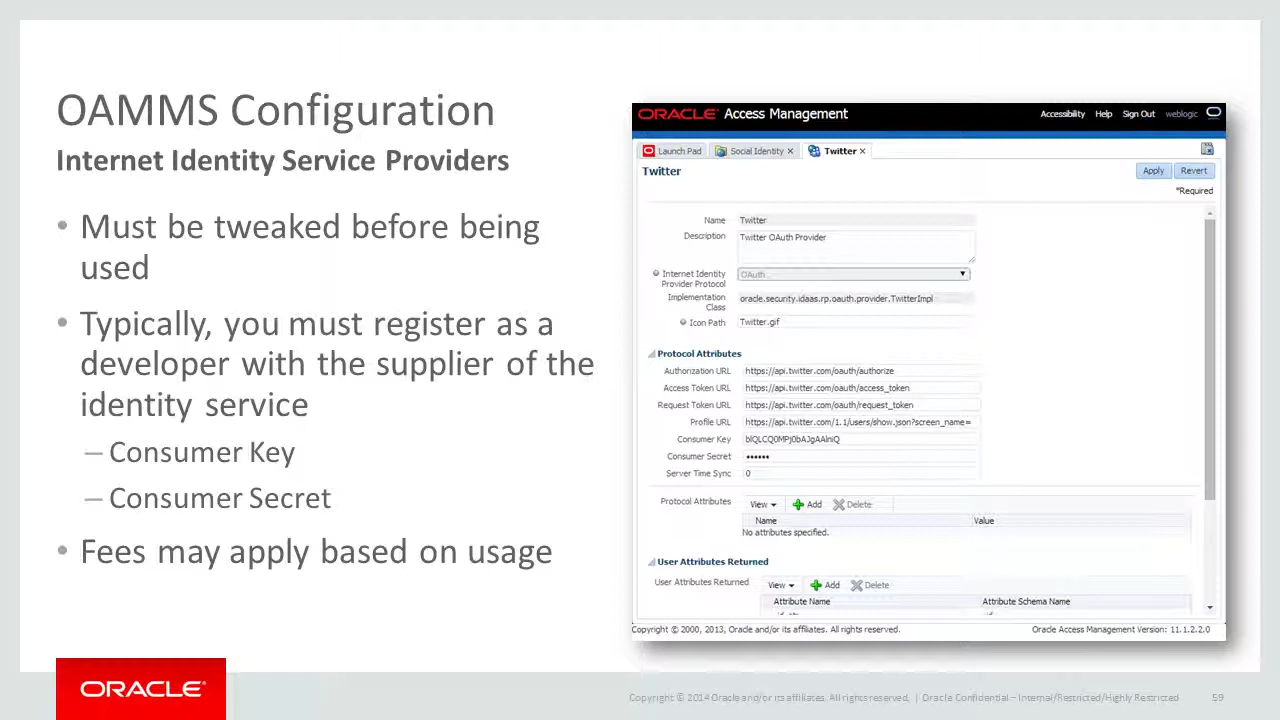 OAMMS Configuration
Internet Identity Service Providers
• Must be tweaked before being
used
• Typically, you must register as a
developer with the supplier of the
identity service
– Consumer Key
– Consumer Secret
• Fees may apply based on usage
ORACLE Access Management
Accessibility Help Sign Out weblogic
Launch Pad Social Identity Twitter
Twitter
Apply Revert
*Required
Name Twitter
Description Twitter OAuth Provider
Internet Identity
Provider Protocol
OAuth
Implementation
Class
oracle.security.idaas.rp.oauth.provider.TwitterImpl
Icon Path Twitter.gif
Protocol Attributes
Authorization URL https://api.twitter.com/oauth/authorize
Access Token URL https://api.twitter.com/oauth/access_token
Request Token URL https://api.twitter.com/oauth/request_token
Profile URL https://api.twitter.com/1.1/users/show.json?screen_name=
Consumer Key
Consumer Secret ••••••
Server Time Sync 0
Protocol Attributes View Add Delete
Name Value
No attributes specified.
User Attributes Returned
User Attributes Returned View Add Delete
Attribute Name Attribute Schema Name
Copyright © 2000, 2013, Oracle and/or its affiliates. All rights reserved.
Oracle Access Management Version: 11.1.2.2.0
ORACLE®
Copyright © 2014 Oracle and/or its affiliates. All rights reserved. | Oracle Confidential – Internal/Restricted/Highly Restricted 59